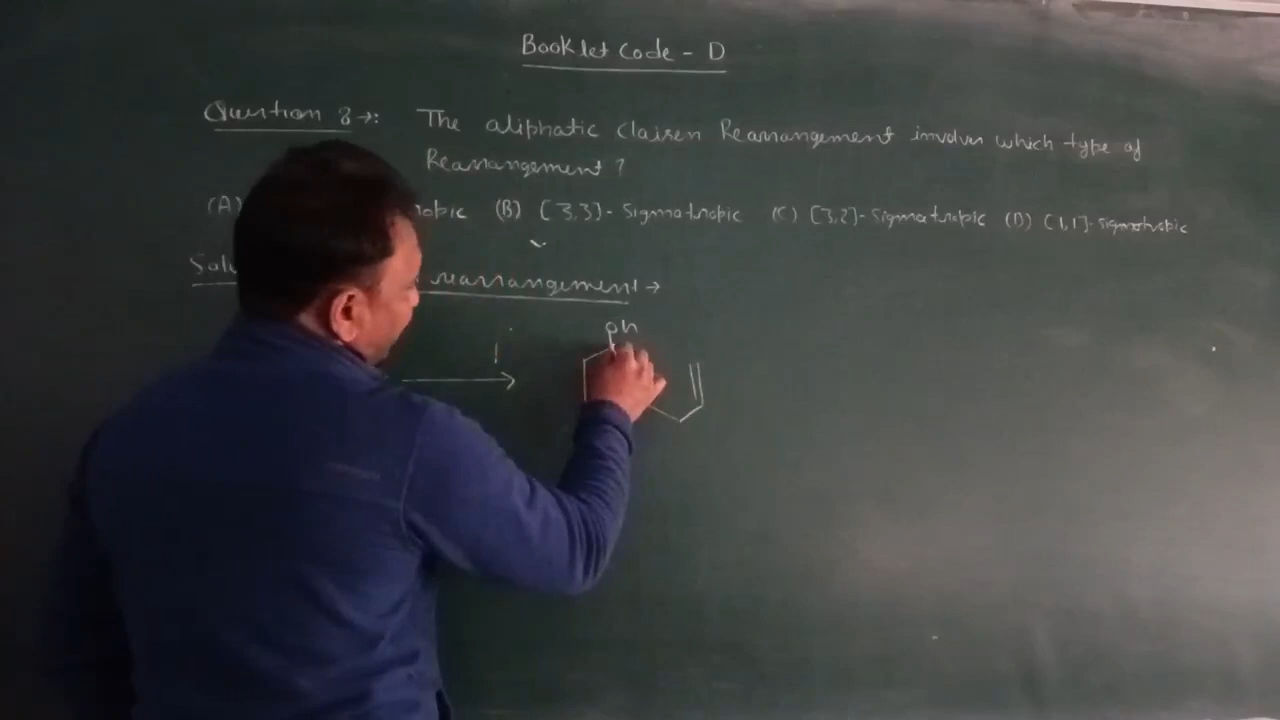 Booklet Code - D
Question 8 →: The aliphatic Claisen Rearrangement involves which type of
Rearrangement?
(A) (B) [3,3]- Sigmatropic (C) [3,2]-Sigmatropic (D) [1,1]-Sigmatropic
rearrangement →
ph